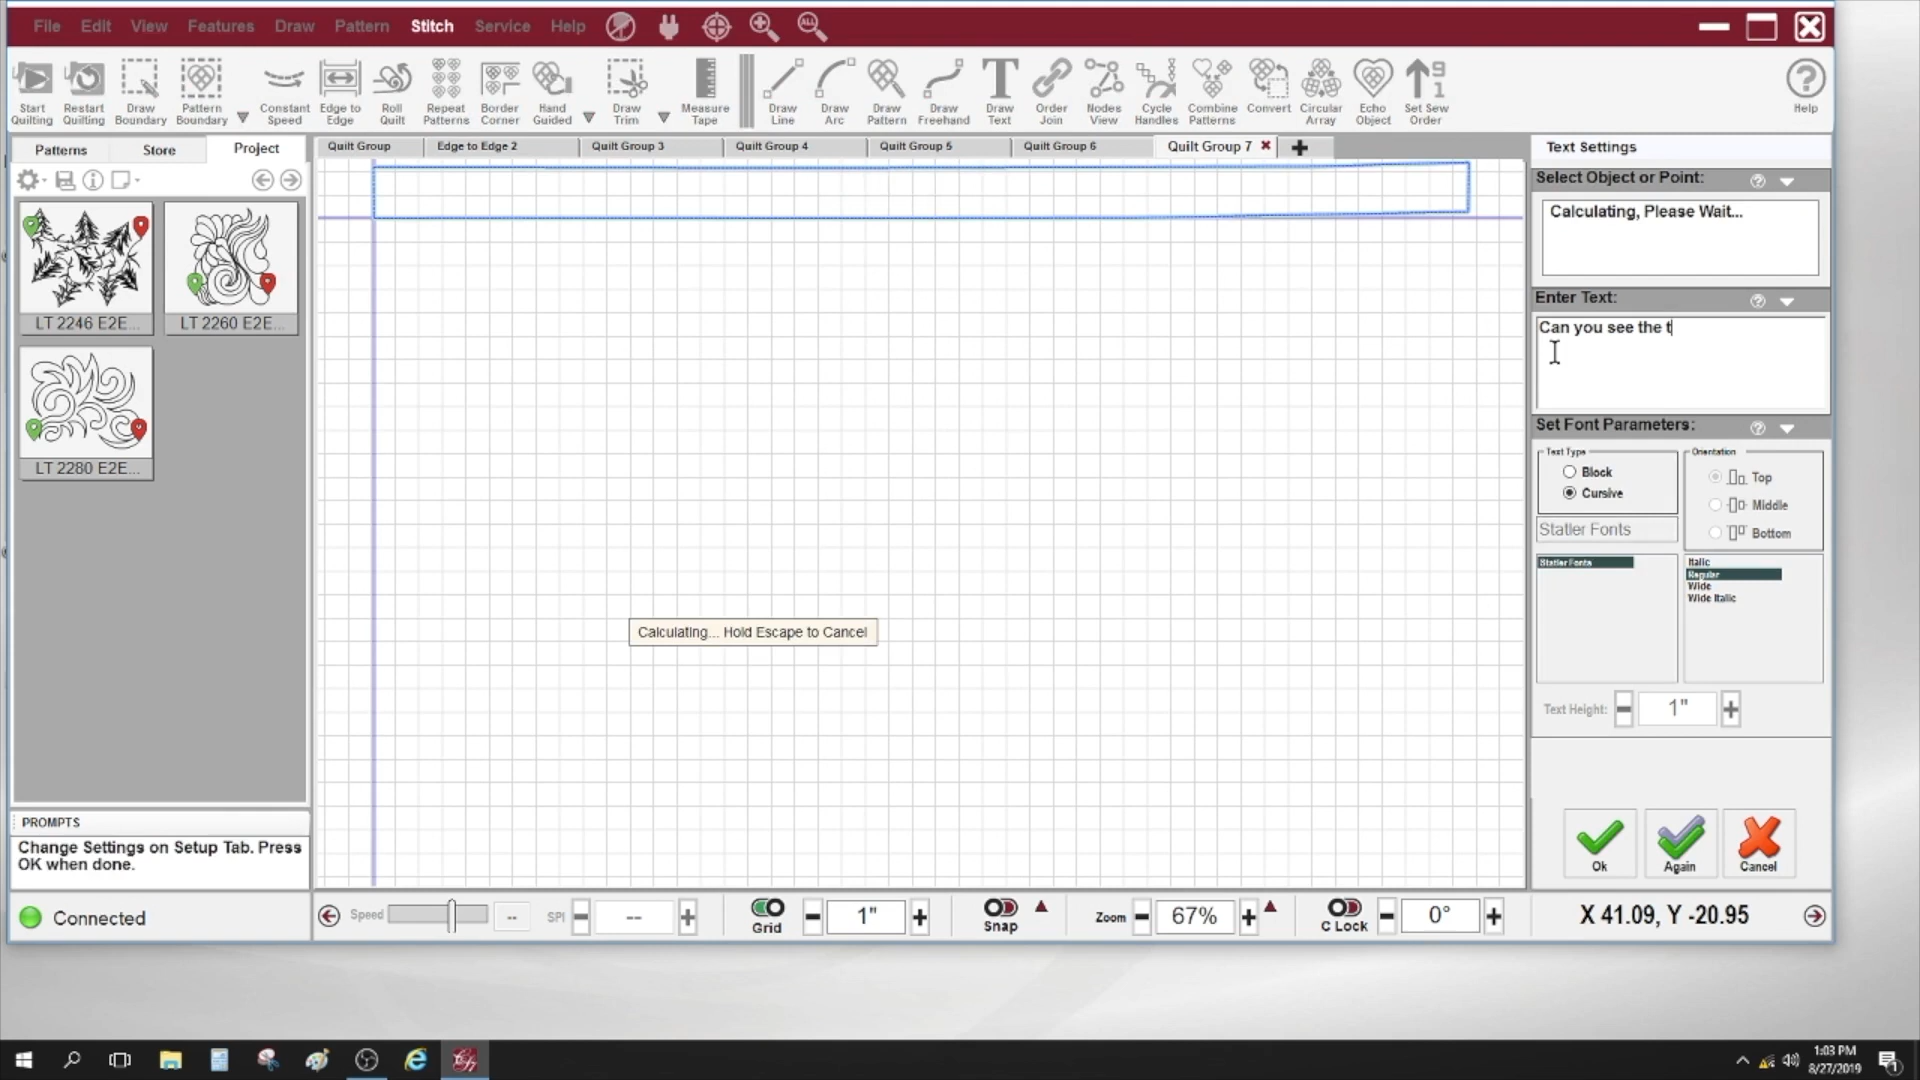 File Edit View Features Draw Pattern Stitch Service Help ALL
Start Quilting
Restart Quilting
Draw Boundary
Pattern Boundary
Constant Speed
Edge to Edge
Roll Quilt
Repeat Patterns
Border Corner
Hand Guided
Draw Trim
Measure Tape
Draw Line
Draw Arc
Draw Pattern
Draw Freehand
Draw Text
Order Join
Nodes View
Cycle Handles
Combine Patterns
Convert
Circular Array
Echo Object
9 1
Set Sew Order
Help
Patterns Store Project
Quilt Group Edge to Edge 2 Quilt Group 3 Quilt Group 4 Quilt Group 5 Quilt Group 6 Quilt Group 7
LT 2246 E2E...
LT 2260 E2E...
LT 2280 E2E...
Calculating... Hold Escape to Cancel
Text Settings
Select Object or Point:
Calculating, Please Wait...
Enter Text:
Can you see the t
Set Font Parameters:
Text Type
Block
Cursive
Orientation
Top
Middle
Bottom
Statler Fonts
Statler Fonts
Italic
Regular
Wide
Wide Italic
Text Height: 1"
Ok Again Cancel
PROMPTS
Change Settings on Setup Tab. Press
OK when done.
Connected
Speed -- SPI -- Grid 1" Snap Zoom 67% C Lock 0° X 41.09, Y -20.95
1:03 PM
8/27/2019
1